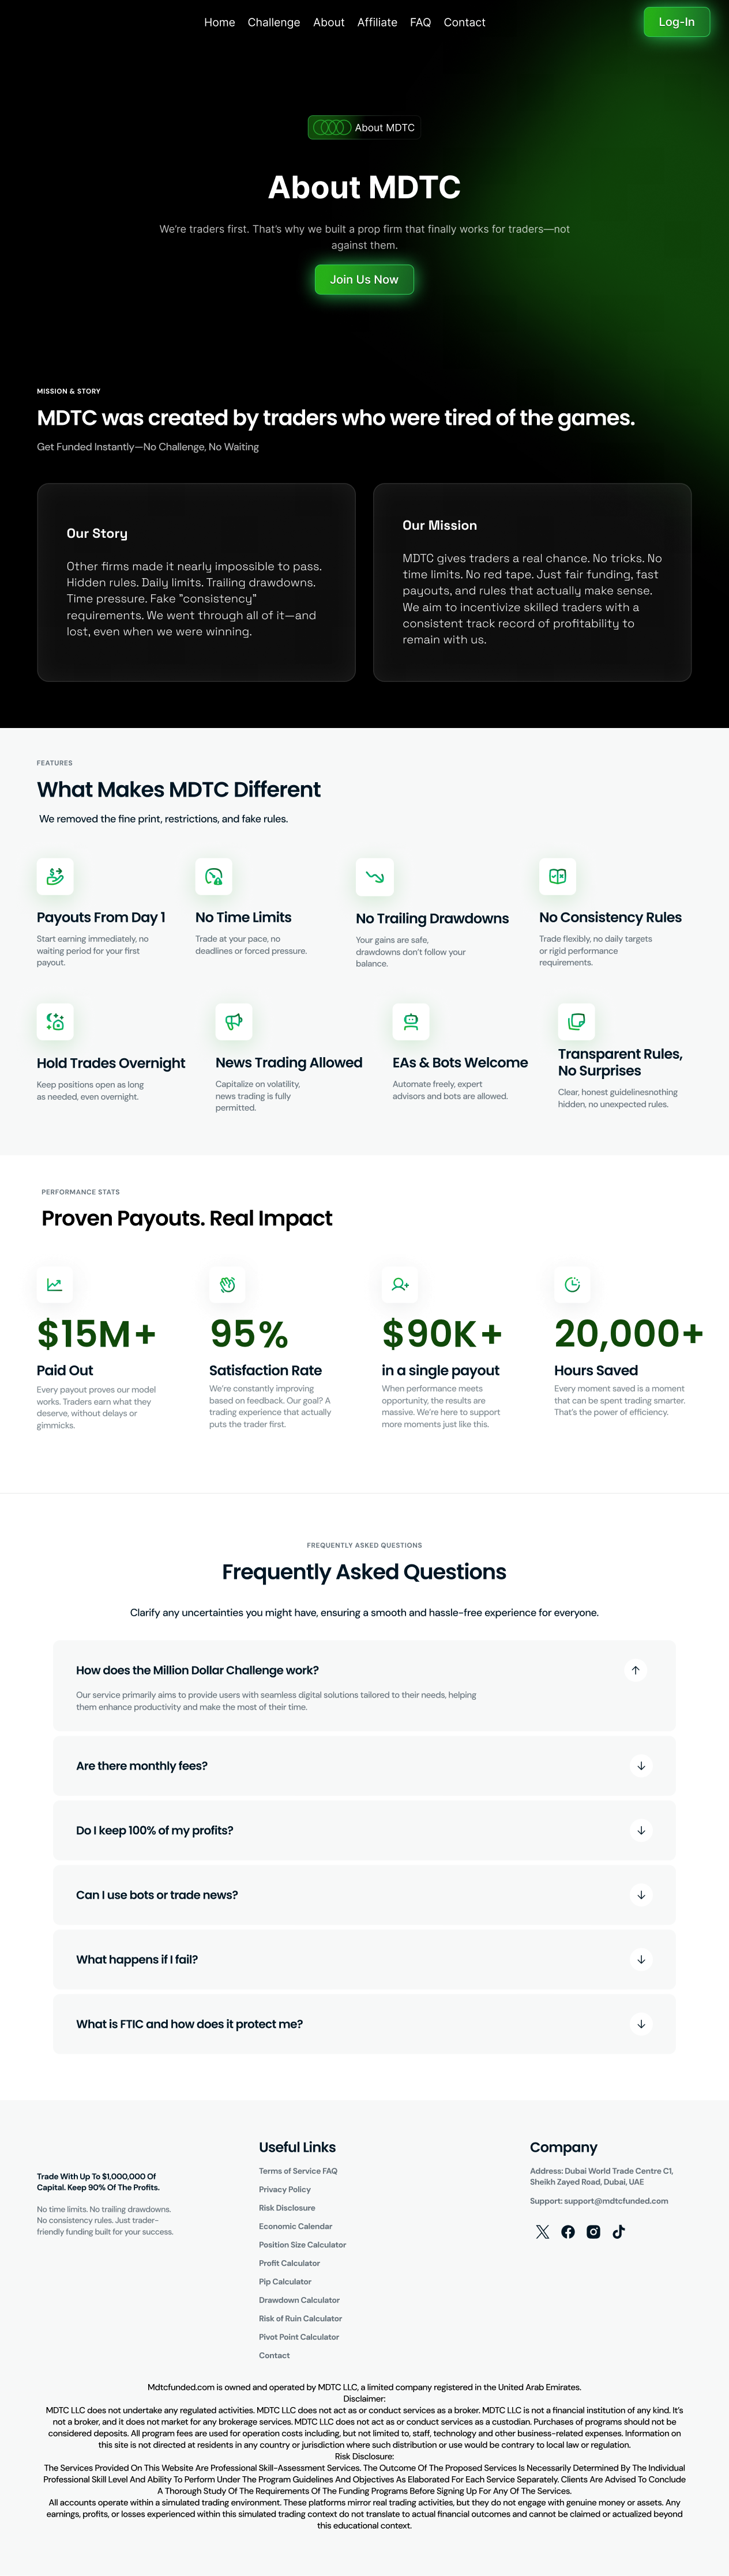 Home Challenge About Affiliate FAQ Contact
Log-In
About MDTC
About MDTC
We're traders first. That's why we built a prop firm that finally works for traders—not
against them.
Join Us Now
MISSION & STORY
MDTC was created by traders who were tired of the games.
Get Funded Instantly—No Challenge, No Waiting
Our Story
Other firms made it nearly impossible to pass.
Hidden rules. Daily limits. Trailing drawdowns.
Time pressure. Fake "consistency"
requirements. We went through all of it—and
lost, even when we were winning.
Our Mission
MDTC gives traders a real chance. No tricks. No
time limits. No red tape. Just fair funding, fast
payouts, and rules that actually make sense.
We aim to incentivize skilled traders with a
consistent track record of profitability to
remain with us.
FEATURES
What Makes MDTC Different
We removed the fine print, restrictions, and fake rules.
Payouts From Day 1
Start earning immediately, no
waiting period for your first
payout.
No Time Limits
Trade at your pace, no
deadlines or forced pressure.
No Trailing Drawdowns
Your gains are safe,
drawdowns don't follow your
balance.
No Consistency Rules
Trade flexibly, no daily targets
or rigid performance
requirements.
Hold Trades Overnight
Keep positions open as long
as needed, even overnight.
News Trading Allowed
Capitalize on volatility,
news trading is fully
permitted.
EAs & Bots Welcome
Automate freely, expert
advisors and bots are allowed.
Transparent Rules,
No Surprises
Clear, honest guidelinesnothing
hidden, no unexpected rules.
PERFORMANCE STATS
Proven Payouts. Real Impact
$15M+
Paid Out
Every payout proves our model
works. Traders earn what they
deserve, without delays or
gimmicks.
95%
Satisfaction Rate
We're constantly improving
based on feedback. Our goal? A
trading experience that actually
puts the trader first.
$90K+
in a single payout
When performance meets
opportunity, the results are
massive. We're here to support
more moments just like this.
20,000+
Hours Saved
Every moment saved is a moment
that can be spent trading smarter.
That's the power of efficiency.
FREQUENTLY ASKED QUESTIONS
Frequently Asked Questions
Clarify any uncertainties you might have, ensuring a smooth and hassle-free experience for everyone.
How does the Million Dollar Challenge work?
Our service primarily aims to provide users with seamless digital solutions tailored to their needs, helping
them enhance productivity and make the most of their time.
Are there monthly fees?
Do I keep 100% of my profits?
Can I use bots or trade news?
What happens if I fail?
What is FTIC and how does it protect me?
Trade With Up To $1,000,000 Of
Capital. Keep 90% Of The Profits.
No time limits. No trailing drawdowns.
No consistency rules. Just trader-
friendly funding built for your success.
Useful Links
Terms of Service FAQ
Privacy Policy
Risk Disclosure
Economic Calendar
Position Size Calculator
Profit Calculator
Pip Calculator
Drawdown Calculator
Risk of Ruin Calculator
Pivot Point Calculator
Contact
Company
Address: Dubai World Trade Centre C1,
Sheikh Zayed Road, Dubai, UAE
Support: support@mdtcfunded.com
Mdtcfunded.com is owned and operated by MDTC LLC, a limited company registered in the United Arab Emirates.
Disclaimer:
MDTC LLC does not undertake any regulated activities. MDTC LLC does not act as or conduct services as a broker. MDTC LLC is not a financial institution of any kind. It's
not a broker, and it does not market for any brokerage services. MDTC LLC does not act as or conduct services as a custodian. Purchases of programs should not be
considered deposits. All program fees are used for operation costs including, but not limited to, staff, technology and other business-related expenses. Information on
this site is not directed at residents in any country or jurisdiction where such distribution or use would be contrary to local law or regulation.
Risk Disclosure:
The Services Provided On This Website Are Professional Skill-Assessment Services. The Outcome Of The Proposed Services Is Necessarily Determined By The Individual
Professional Skill Level And Ability To Perform Under The Program Guidelines And Objectives As Elaborated For Each Service Separately. Clients Are Advised To Conclude
A Thorough Study Of The Requirements Of The Funding Programs Before Signing Up For Any Of The Services.
All accounts operate within a simulated trading environment. These platforms mirror real trading activities, but they do not engage with genuine money or assets. Any
earnings, profits, or losses experienced within this simulated trading context do not translate to actual financial outcomes and cannot be claimed or actualized beyond
this educational context.